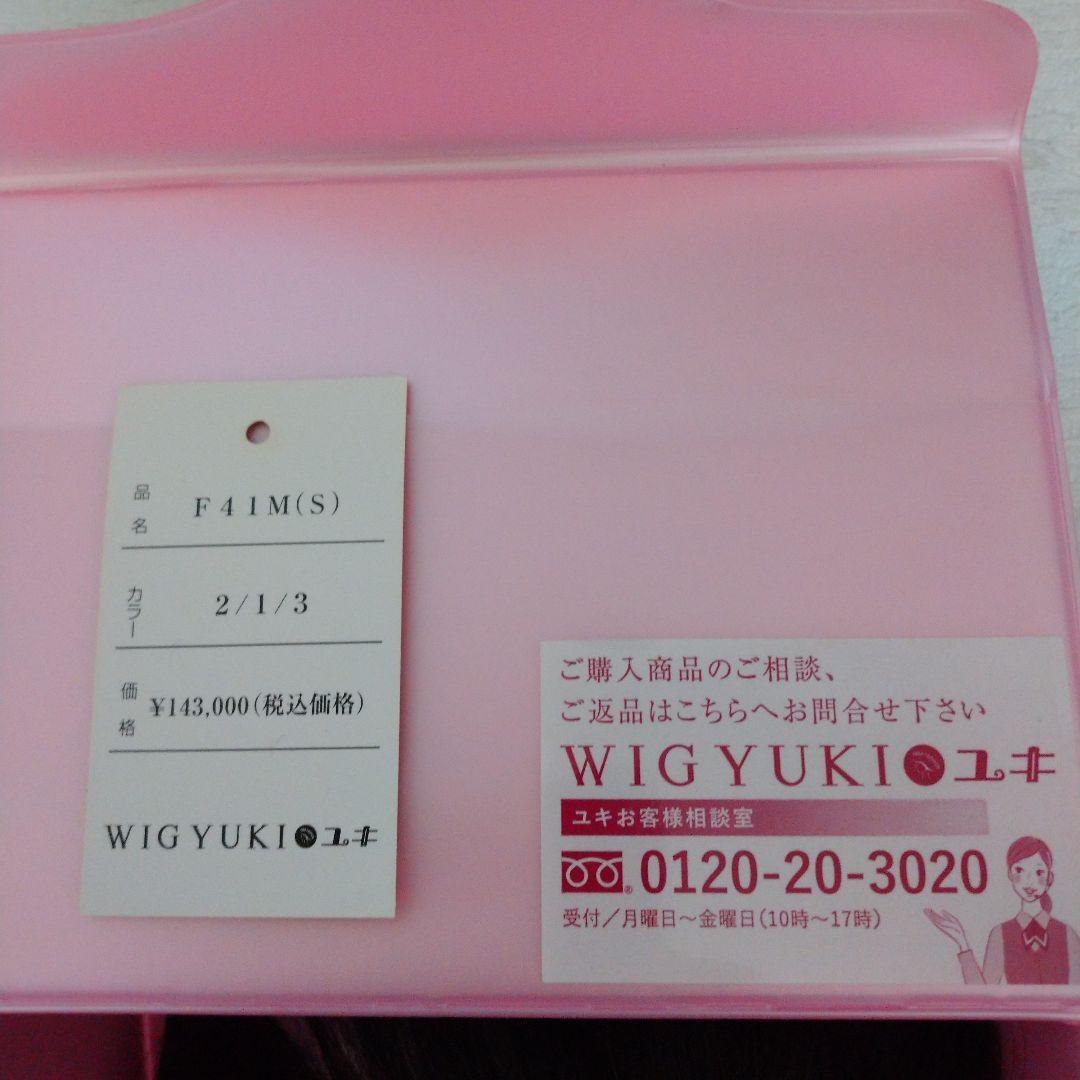 品名 F41M(S)
カラー 2/1/3
価格 ¥143,000(税込価格)
WIG YUKI ユキ
ご購入商品のご相談、
ご返品はこちらへお問合せ下さい
WIG YUKI ユキ
ユキお客様相談室
0120-20-3020
受付/月曜日〜金曜日(10時〜17時)